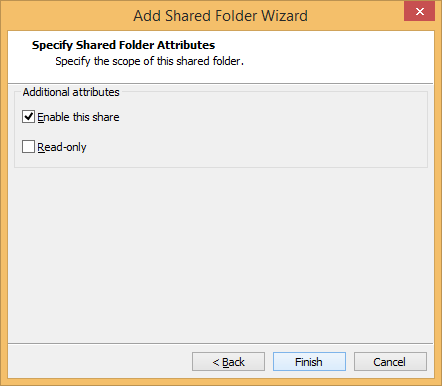 Add Shared Folder Wizard
Specify Shared Folder Attributes
Specify the scope of this shared folder.
Additional attributes
Enable this share
Read-only
< Back Finish Cancel